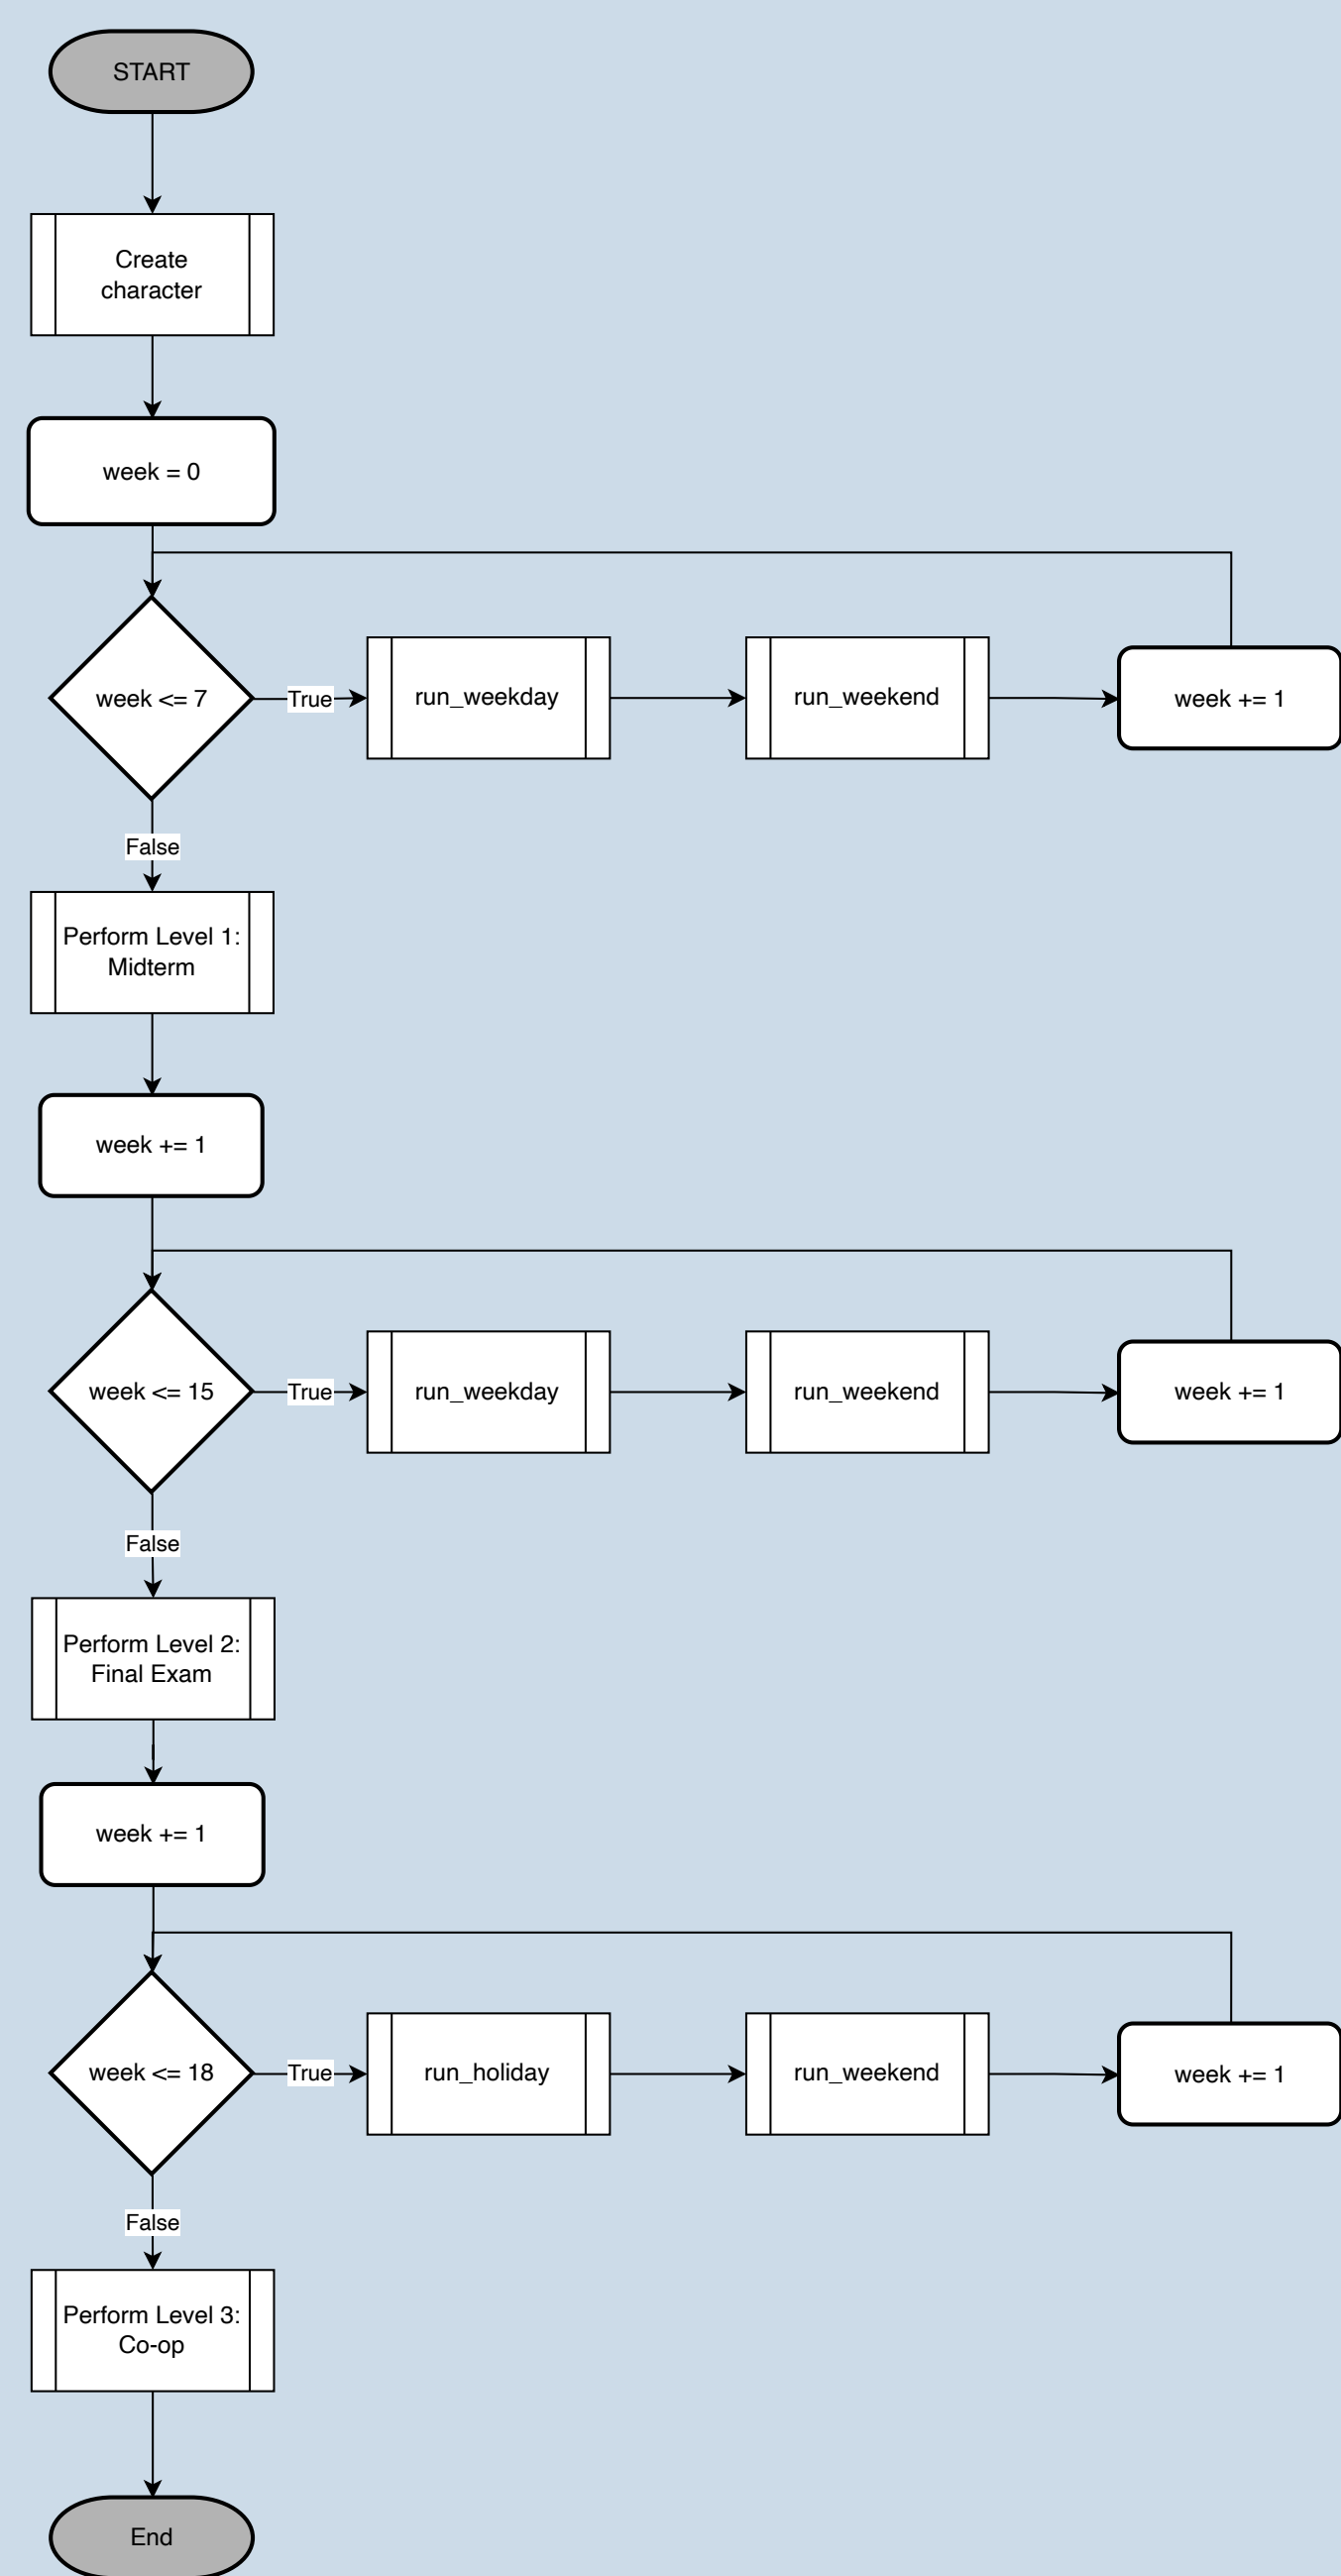 START
Create
character
week = 0
week <= 7
True
run_weekday
run_weekend
week += 1
False
Perform Level 1:
Midterm
week += 1
week <= 15
True
run_weekday
run_weekend
week += 1
False
Perform Level 2:
Final Exam
week += 1
week <= 18
True
run_holiday
run_weekend
week += 1
False
Perform Level 3:
Co-op
End